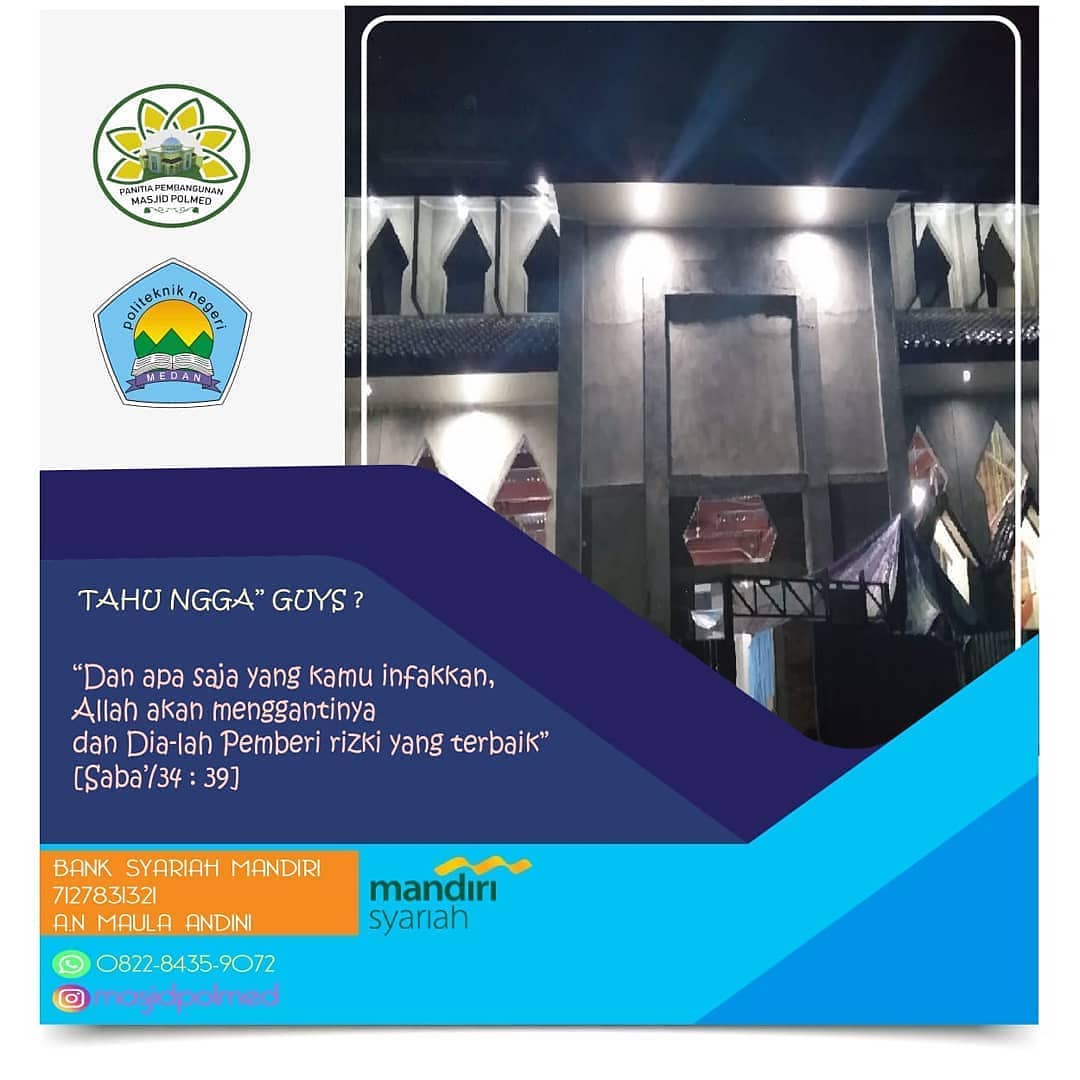 PANITIA PEMBANGUNAN
MASJID POLMED
politeknik negeri
MEDAN
TAHU NGGA" GUYS ?
“Dan apa saja yang kamu infakkan,
Allah akan menggantinya
dan Dia-lah Pemberi rizki yang terbaik”
[Saba’/34 : 39]
BANK SYARIAH MANDIRI
7127831321
A.N MAULA ANDINI
mandiri
syariah
0822-8435-9072
masjidpolmed